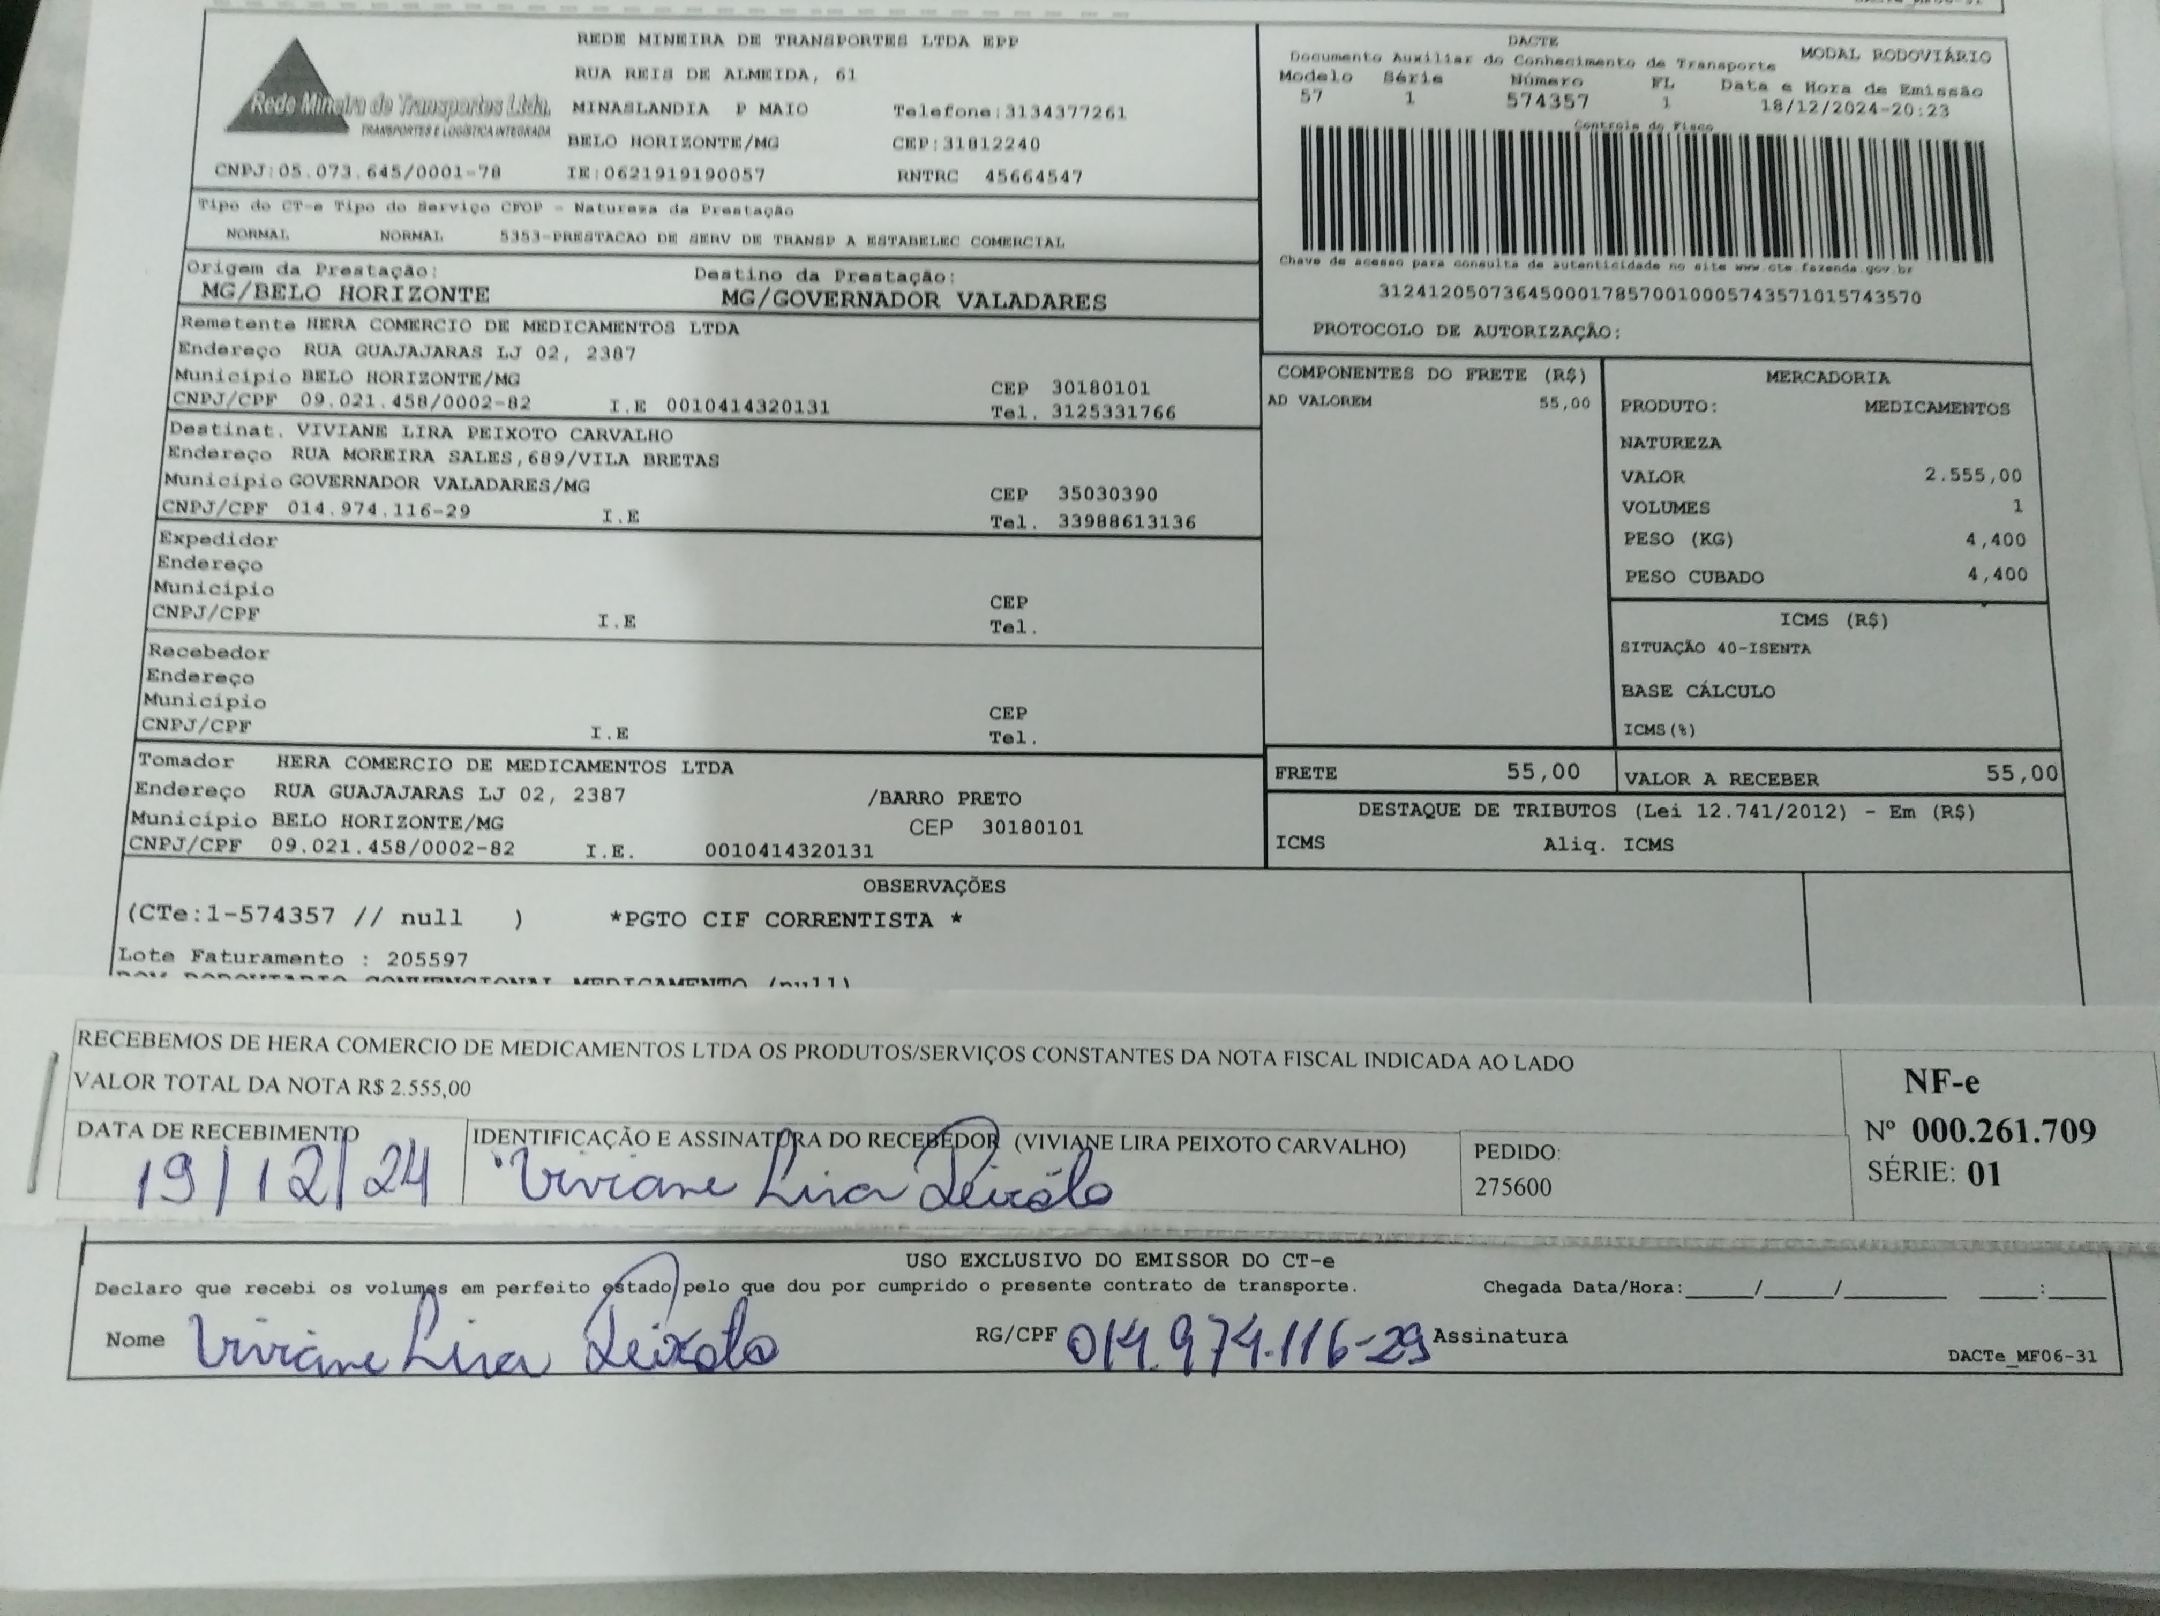 REDE MINEIRA DE TRANSPORTES LTDA EPP
RUA REIS DE ALMEIDA, 61
MINASLANDIA P MAIO Telefone:3134377261
BELO HORIZONTE/MG CEP:31812240
CNPJ:05.073.645/0001-78 IE:0621919190057 RNTRC 45664547
Rede Mineira de Transportes Ltda.
TRANSPORTES E LOGÍSTICA INTEGRADA
DACTE
Documento Auxiliar do Conhecimento de Transporte MODAL RODOVIÁRIO
Modelo Série Número FL Data e Hora de Emissão
57 1 574357 1 18/12/2024-20:23
Controle do Fisco
Chave de acesso para consulta de autenticidade no site www.cte.fazenda.gov.br
31241205073645000178570010005743571015743570
PROTOCOLO DE AUTORIZAÇÃO:
Tipo do CT-e Tipo do Serviço CFOP - Natureza da Prestação
NORMAL NORMAL 5353-PRESTACAO DE SERV DE TRANSP A ESTABELEC COMERCIAL
Origem da Prestação: Destino da Prestação:
MG/BELO HORIZONTE MG/GOVERNADOR VALADARES
Remetente HERA COMERCIO DE MEDICAMENTOS LTDA
Endereço RUA GUAJAJARAS LJ 02, 2387
Município BELO HORIZONTE/MG CEP 30180101
CNPJ/CPF 09.021.458/0002-82 I.E 0010414320131 Tel. 3125331766
Destinat. VIVIANE LIRA PEIXOTO CARVALHO
Endereço RUA MOREIRA SALES,689/VILA BRETAS
Município GOVERNADOR VALADARES/MG CEP 35030390
CNPJ/CPF 014.974.116-29 I.E Tel. 33988613136
Expedidor
Endereço
Município CEP
CNPJ/CPF I.E Tel.
Recebedor
Endereço
Município CEP
CNPJ/CPF I.E Tel.
Tomador HERA COMERCIO DE MEDICAMENTOS LTDA
Endereço RUA GUAJAJARAS LJ 02, 2387 /BARRO PRETO
Município BELO HORIZONTE/MG CEP 30180101
CNPJ/CPF 09.021.458/0002-82 I.E. 0010414320131
COMPONENTES DO FRETE (R$)
AD VALOREM 55,00
MERCADORIA
PRODUTO: MEDICAMENTOS
NATUREZA
VALOR 2.555,00
VOLUMES 1
PESO (KG) 4,400
PESO CUBADO 4,400
ICMS (R$)
SITUAÇÃO 40-ISENTA
BASE CÁLCULO
ICMS(%)
FRETE 55,00 VALOR A RECEBER 55,00
DESTAQUE DE TRIBUTOS (Lei 12.741/2012) - Em (R$)
ICMS Aliq. ICMS
OBSERVAÇÕES
(CTe:1-574357 // null ) *PGTO CIF CORRENTISTA *
Lote Faturamento : 205597
RODOVIARIO CONVENCIONAL MEDICAMENTO (null)
RECEBEMOS DE HERA COMERCIO DE MEDICAMENTOS LTDA OS PRODUTOS/SERVIÇOS CONSTANTES DA NOTA FISCAL INDICADA AO LADO
VALOR TOTAL DA NOTA R$ 2.555,00
DATA DE RECEBIMENTO
19/12/24
IDENTIFICAÇÃO E ASSINATURA DO RECEBEDOR (VIVIANE LIRA PEIXOTO CARVALHO)
Viviane Lira Peixoto
PEDIDO:
275600
NF-e
Nº 000.261.709
SÉRIE: 01
USO EXCLUSIVO DO EMISSOR DO CT-e
Declaro que recebi os volumes em perfeito estado pelo que dou por cumprido o presente contrato de transporte. Chegada Data/Hora:____/____/______ ___:___
Nome Viviane Lira Peixoto RG/CPF 014.974.116-29 Assinatura
DACTe_MF06-31